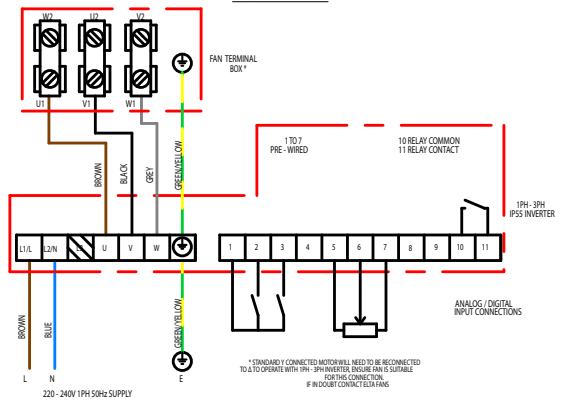 W2 U2 V2
FAN TERMINAL
BOX *
U1 V1 W1
1 TO 7
PRE - WIRED
10 RELAY COMMON
11 RELAY CONTACT
BROWN
BLACK
GREY
GREEN/YELLOW
1PH - 3PH
IP55 INVERTER
L1/L L2/N L3 U V W
1 2 3 4 5 6 7 8 9 10 11
BROWN
BLUE
GREEN/YELLOW
ANALOG / DIGITAL
INPUT CONNECTIONS
L N E
220 - 240V 1PH 50Hz SUPPLY
* STANDARD Y CONNECTED MOTOR WILL NEED TO BE RECONNECTED
TO Δ TO OPERATE WITH 1PH - 3PH INVERTER, ENSURE FAN IS SUITABLE
FOR THIS CONNECTION.
IF IN DOUBT CONTACT ELTA FANS